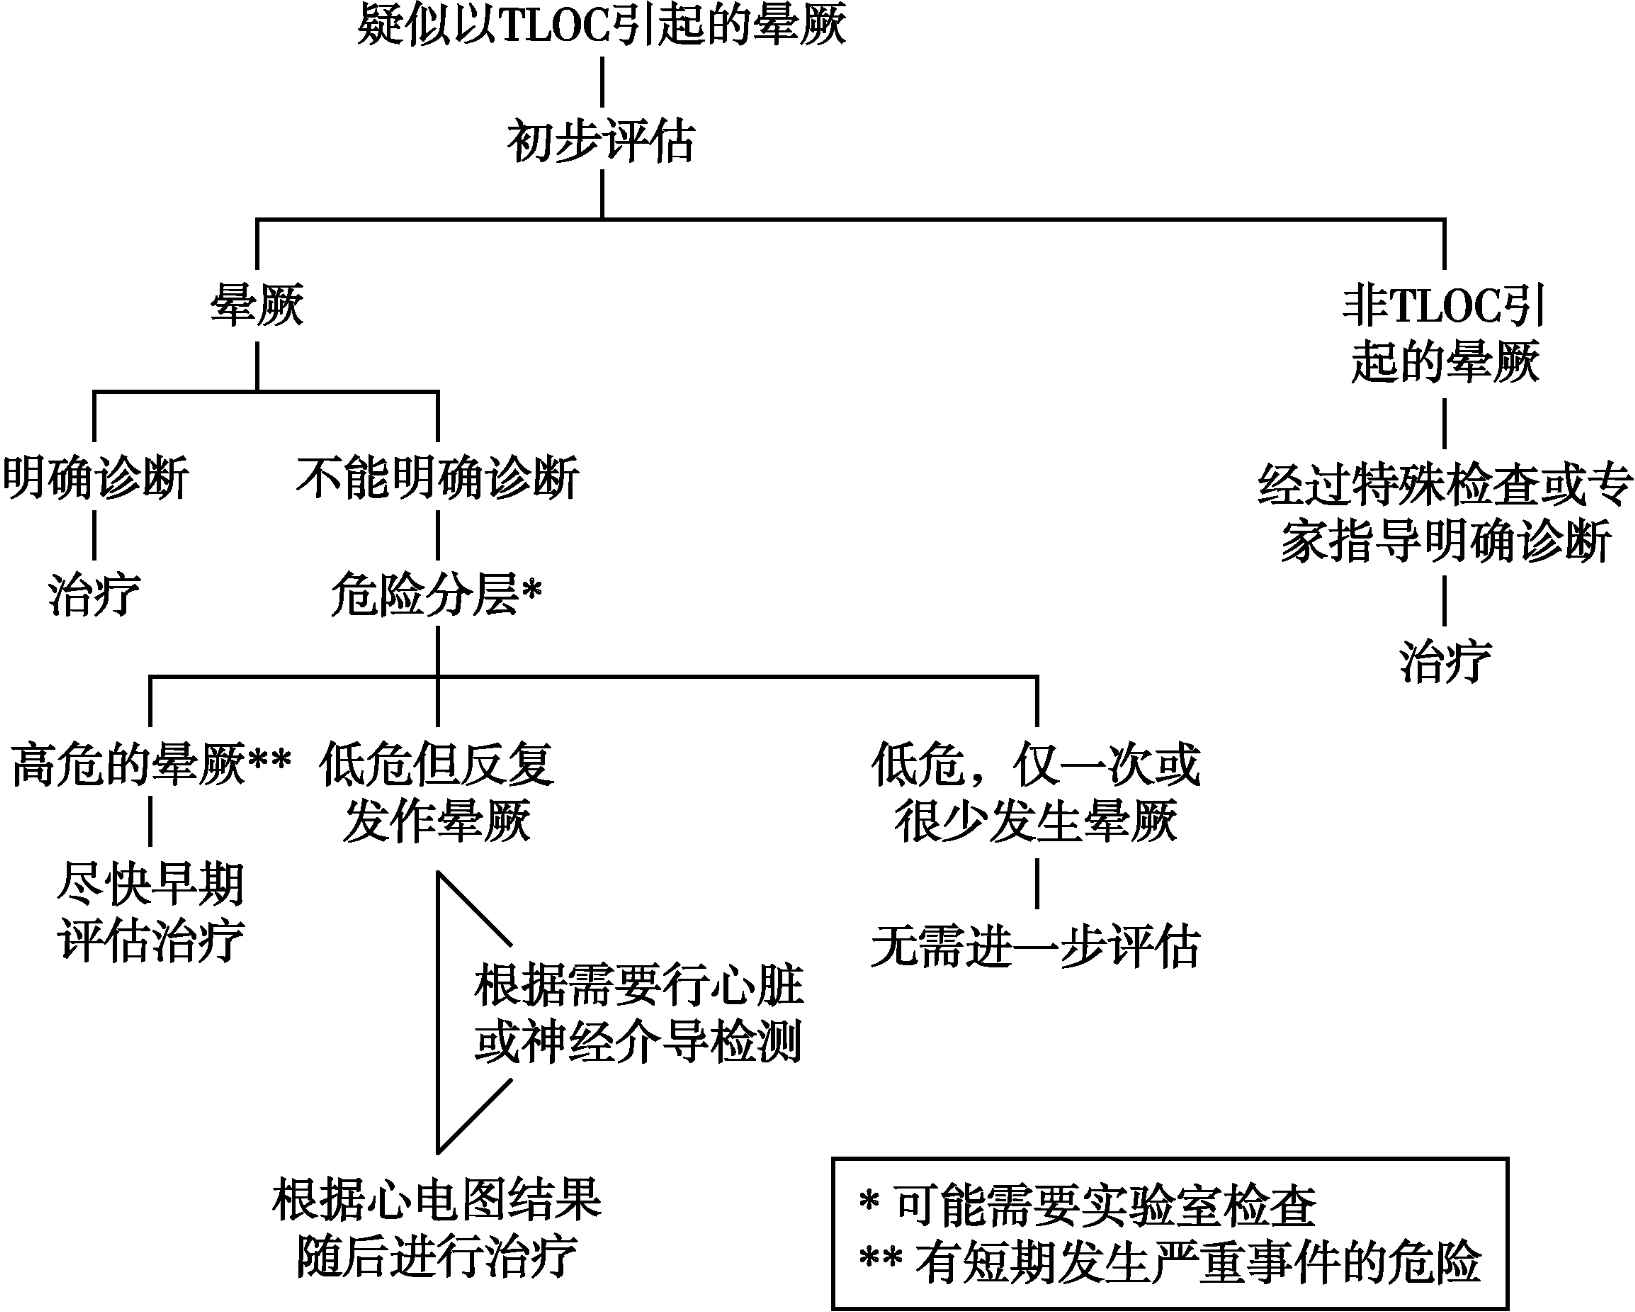 疑似以TLOC引起的晕厥
初步评估
晕厥
非TLOC引
起的晕厥
明确诊断
不能明确诊断
经过特殊检查或专
家指导明确诊断
治疗
危险分层*
治疗
高危的晕厥**
低危但反复
发作晕厥
低危，仅一次或
很少发生晕厥
尽快早期
评估治疗
无需进一步评估
根据需要行心脏
或神经介导检测
根据心电图结果
随后进行治疗
* 可能需要实验室检查
** 有短期发生严重事件的危险